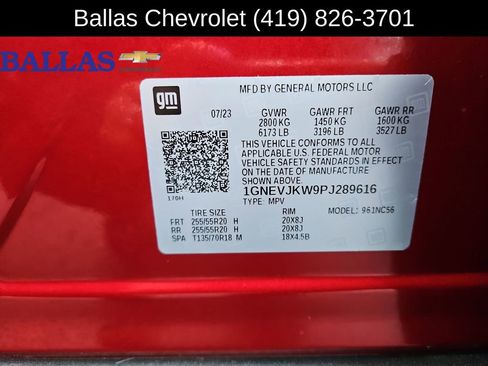 Ballas Chevrolet (419) 826-3701
BALLAS
gm
MFD BY GENERAL MOTORS LLC
07/23 GVWR GAWR FRT GAWR RR
2800 KG 1450 KG 1600 KG
6173 LB 3196 LB 3527 LB
THIS VEHICLE CONFORMS TO ALL
APPLICABLE U.S. FEDERAL MOTOR
VEHICLE SAFETY STANDARDS IN EFFECT
ON THE DATE OF MANUFACTURE SHOWN ABOVE.
1GNEVJKW9PJ289616
170H
TYPE: MPV MODEL: 961NC56
TIRE SIZE RIM
FRT 255/55R20 H 20X8J
RR 255/55R20 H 20X8J
SPA T135/70R18 M 18X4.5B